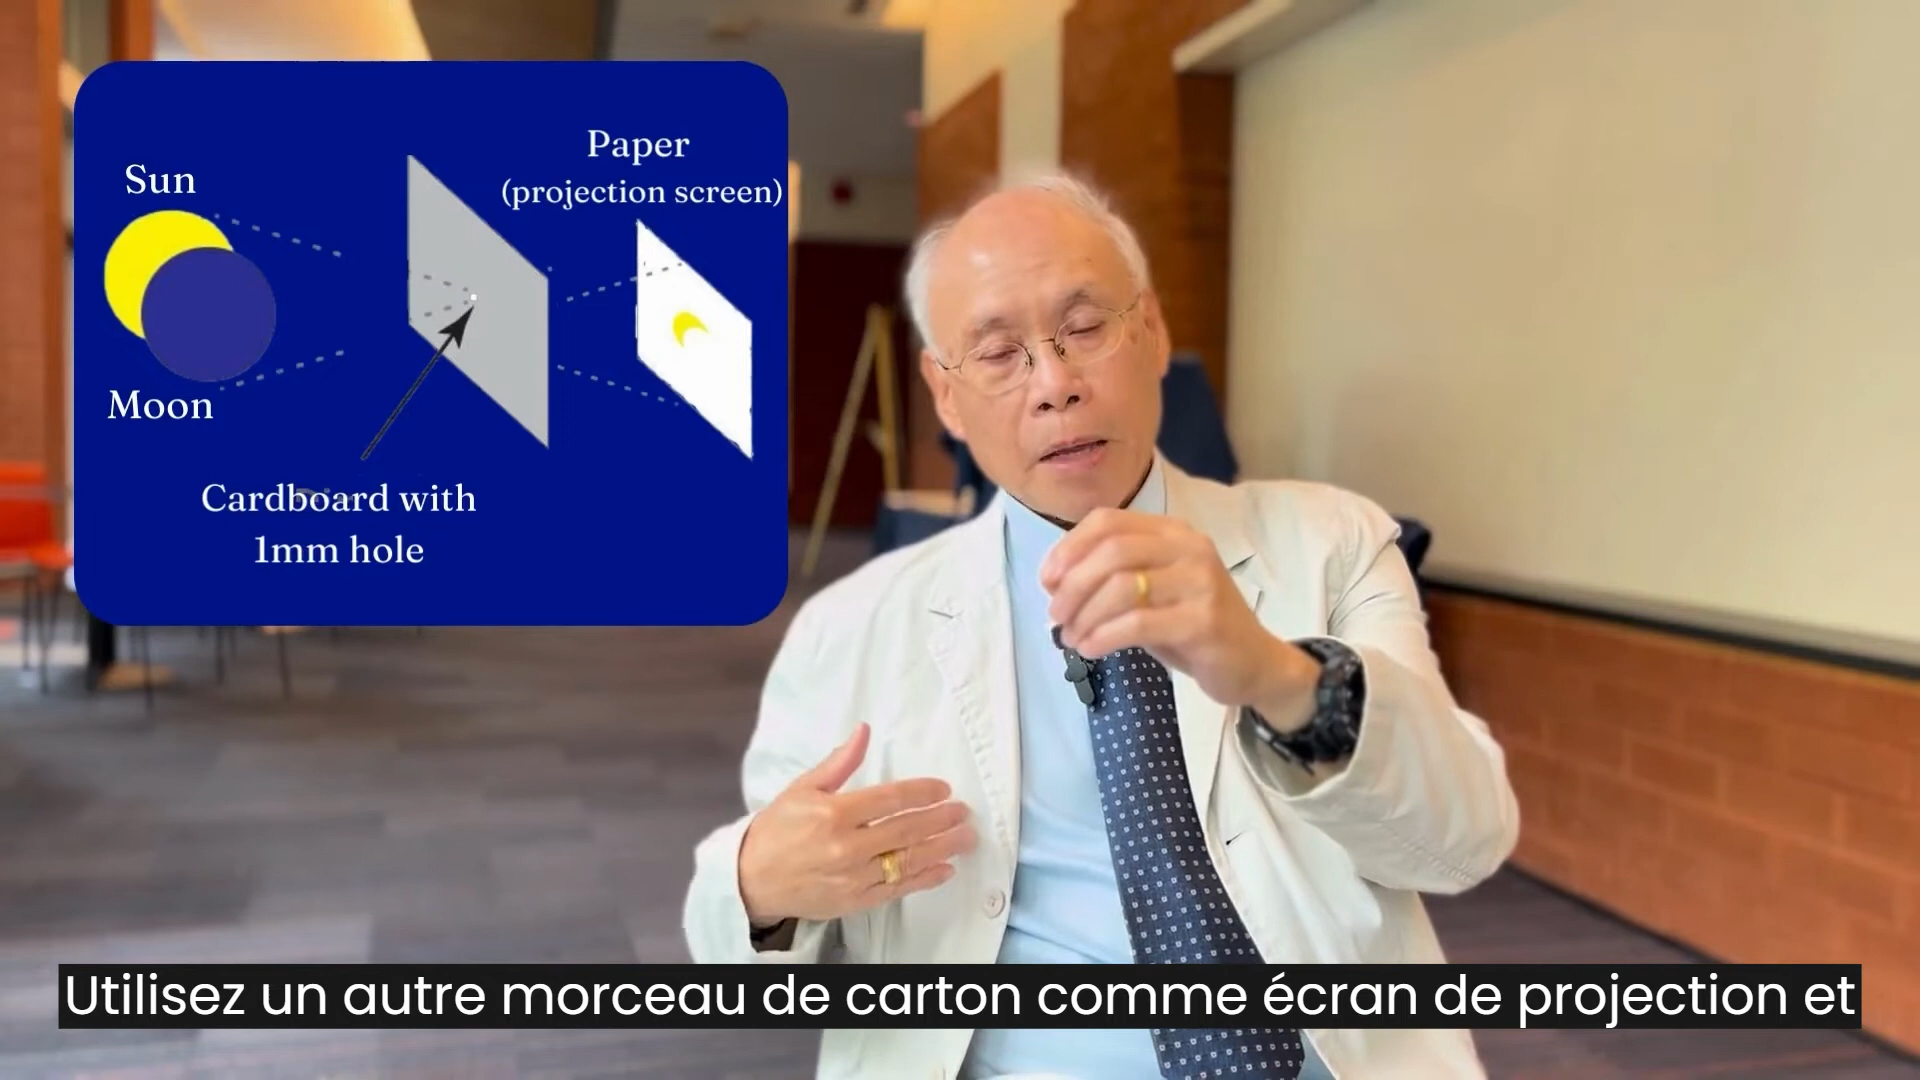 Sun
Paper
(projection screen)
Moon
Cardboard with
1mm hole
Utilisez un autre morceau de carton comme écran de projection et